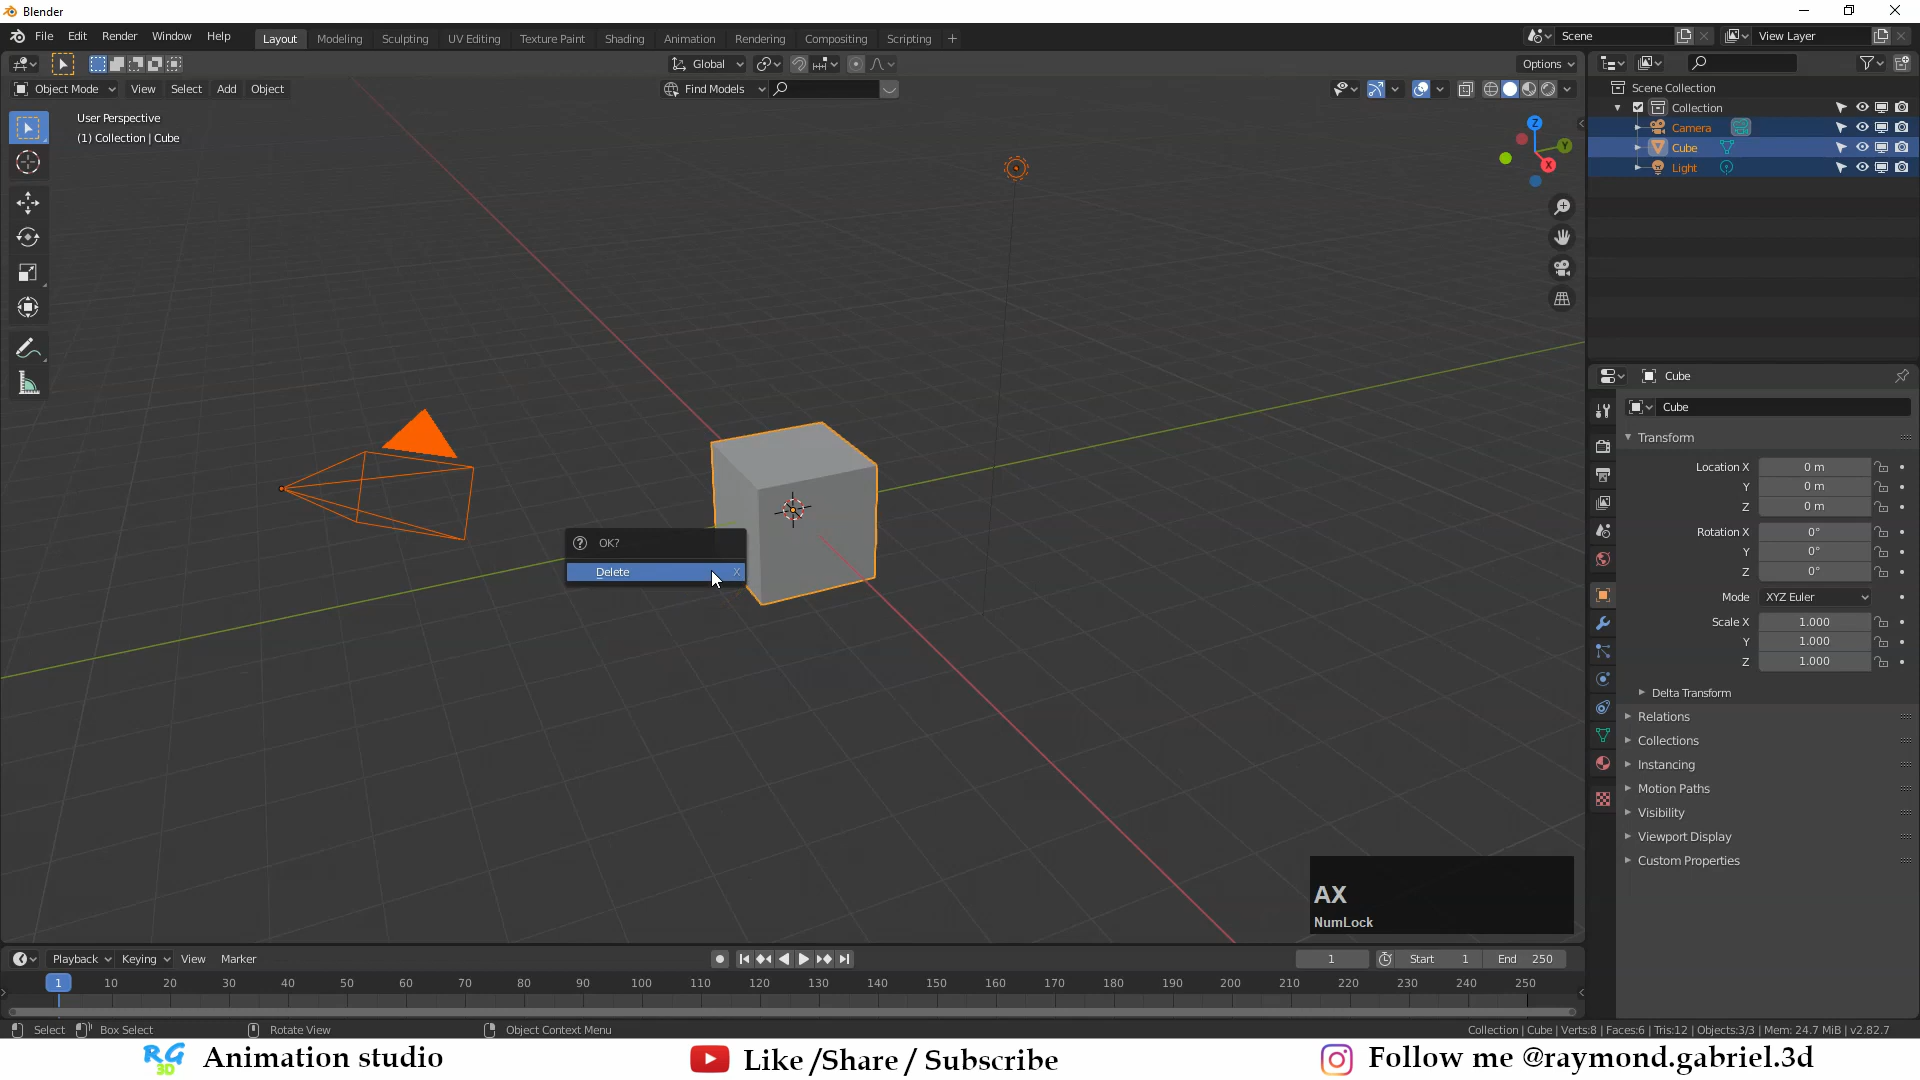 Blender
File Edit Render Window Help
Layout Modeling Sculpting UV Editing Texture Paint Shading Animation Rendering Compositing Scripting +
Scene
View Layer
Global
Options
Object Mode View Select Add Object
Find Models
User Perspective
(1) Collection | Cube
Z
Y
X
Scene Collection
Collection
Camera
Cube
Light
OK?
Delete X
Cube
Cube
Transform
Location X 0 m
Y 0 m
Z 0 m
Rotation X 0°
Y 0°
Z 0°
Mode XYZ Euler
Scale X 1.000
Y 1.000
Z 1.000
Delta Transform
Relations
Collections
Instancing
Motion Paths
Visibility
Viewport Display
Custom Properties
AX
NumLock
Playback Keying View Marker
1
Start 1
End 250
1 10 20 30 40 50 60 70 80 90 100 110 120 130 140 150 160 170 180 190 200 210 220 230 240 250
Select Box Select Rotate View Object Context Menu
Collection | Cube | Verts:8 | Faces:6 | Tris:12 | Objects:3/3 | Mem: 24.7 MiB | v2.82.7
RG
3D
Animation studio
Like /Share / Subscribe
Follow me @raymond.gabriel.3d